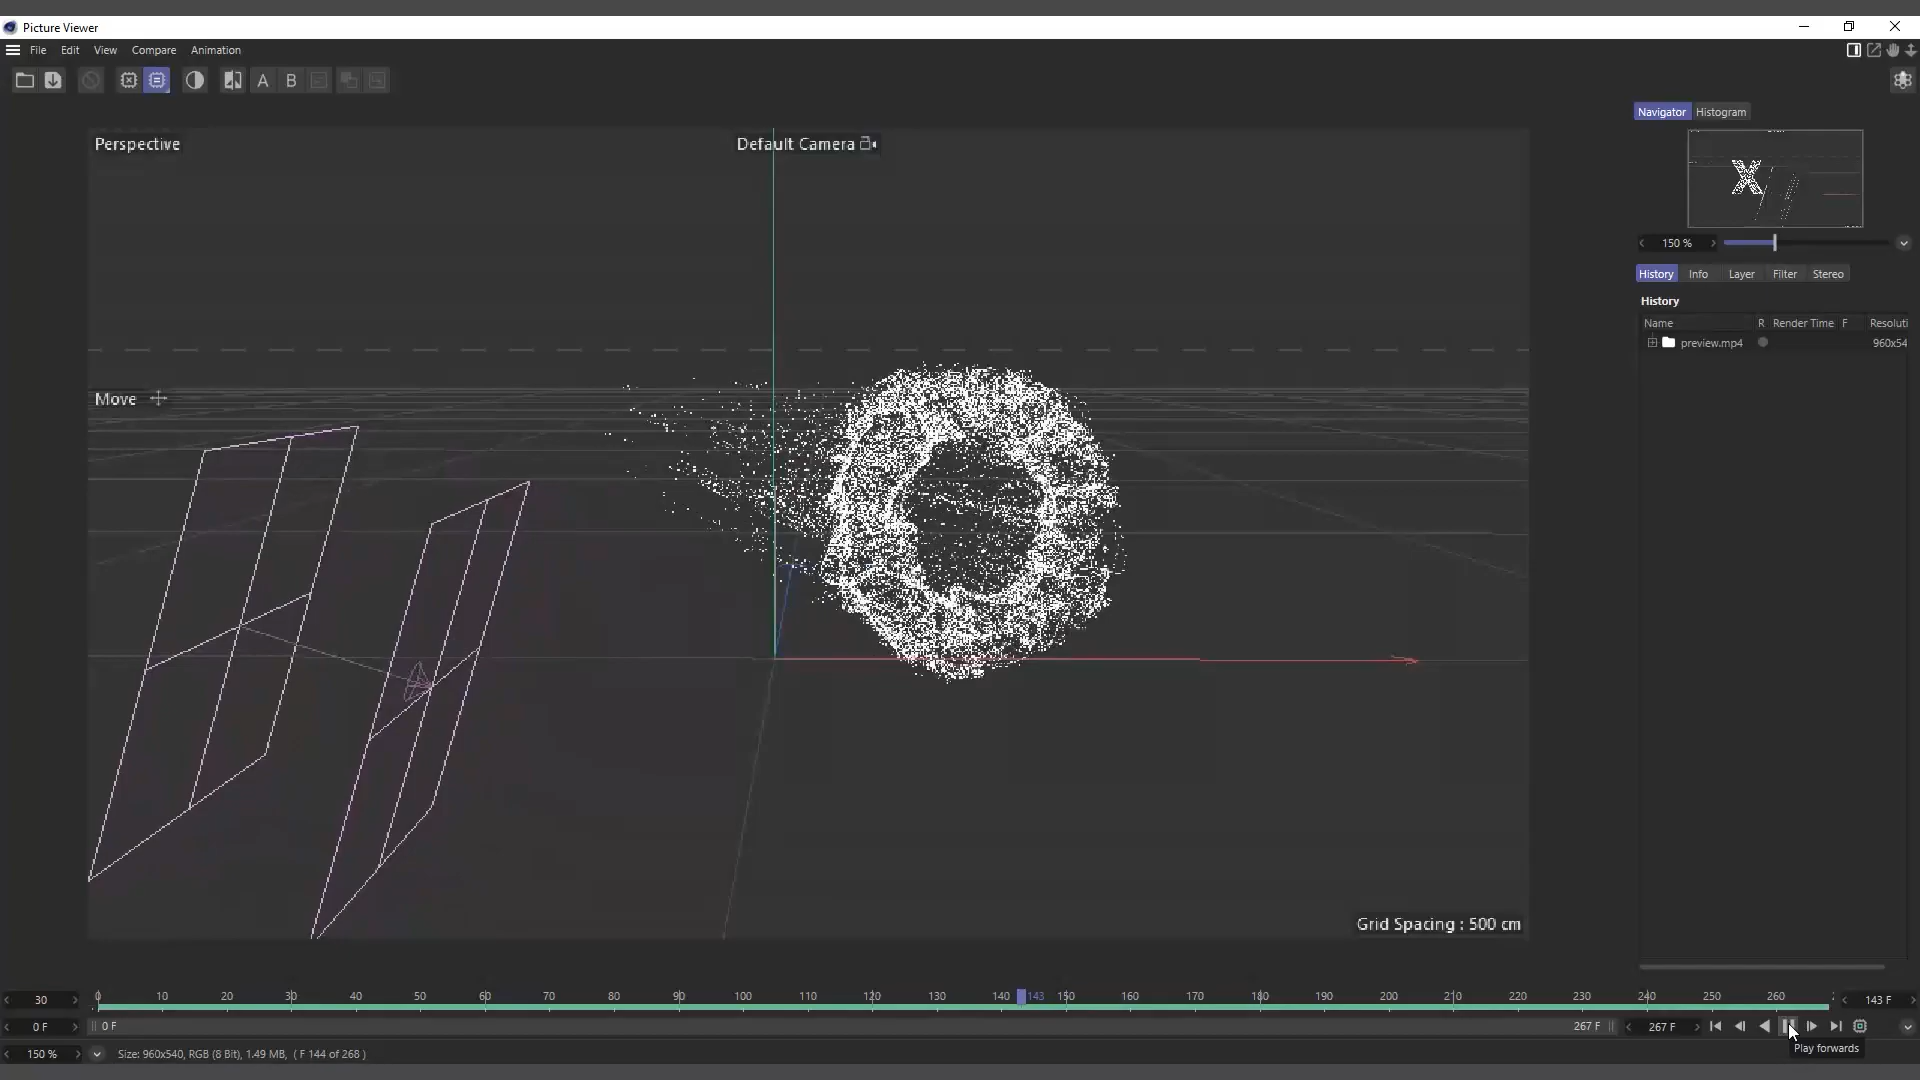 Picture Viewer
File Edit View Compare Animation
A B
Navigator Histogram
Perspective
Default Camera
150 %
History Info Layer Filter Stereo
History
Name R Render Time F Resoluti
preview.mp4 960x54
Move
X
Grid Spacing : 500 cm
30 0 10 20 30 40 50 60 70 80 90 100 110 120 130 140 143 150 160 170 180 190 200 210 220 230 240 250 260 143 F
0 F 0 F 267 F 267 F
150 % Size: 960x540, RGB (8 Bit), 1.49 MB, ( F 144 of 268 )
Play forwards